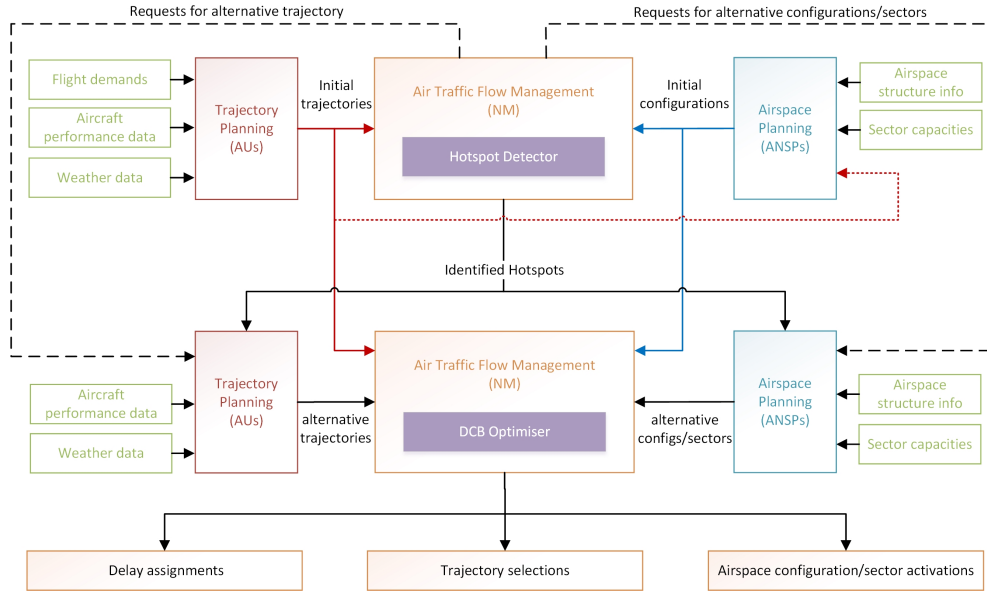 Requests for alternative trajectory
Requests for alternative configurations/sectors
Flight demands
Aircraft
performance data
Weather data
Trajectory
Planning
(AUs)
Initial
trajectories
Air Traffic Flow Management
(NM)
Hotspot Detector
Initial
configurations
Airspace
Planning
(ANSPs)
Airspace
structure info
Sector capacities
Identified Hotspots
Aircraft
performance data
Weather data
Trajectory
Planning
(AUs)
alternative
trajectories
Air Traffic Flow Management
(NM)
DCB Optimiser
alternative
configs/sectors
Airspace
Planning
(ANSPs)
Airspace
structure info
Sector capacities
Delay assignments
Trajectory selections
Airspace configuration/sector activations